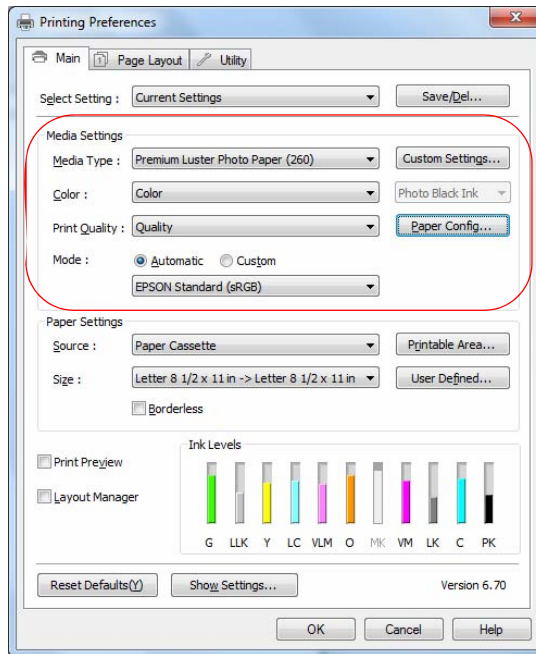 Printing Preferences
Main Page Layout Utility
Select Setting : Current Settings Save/Del...
Media Settings
Media Type : Premium Luster Photo Paper (260) Custom Settings...
Color : Color Photo Black Ink
Print Quality : Quality Paper Config...
Mode : Automatic Custom
EPSON Standard (sRGB)
Paper Settings
Source : Paper Cassette Printable Area...
Size : Letter 8 1/2 x 11 in -> Letter 8 1/2 x 11 in User Defined...
Borderless
Ink Levels
Print Preview
Layout Manager
G LLK Y LC VLM O MK VM LK C PK
Reset Defaults(Y) Show Settings... Version 6.70
OK Cancel Help